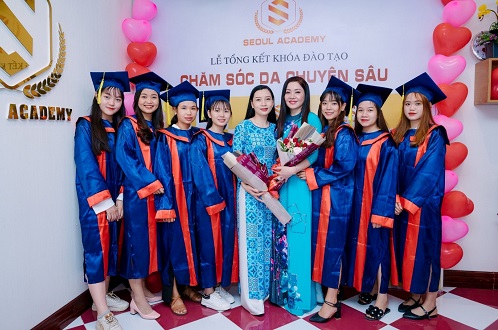 SEOUL ACADEMY
LỄ TỔNG KẾT KHÓA ĐÀO TẠO
CHĂM SÓC DA CHUYÊN SÂU
ACADEMY